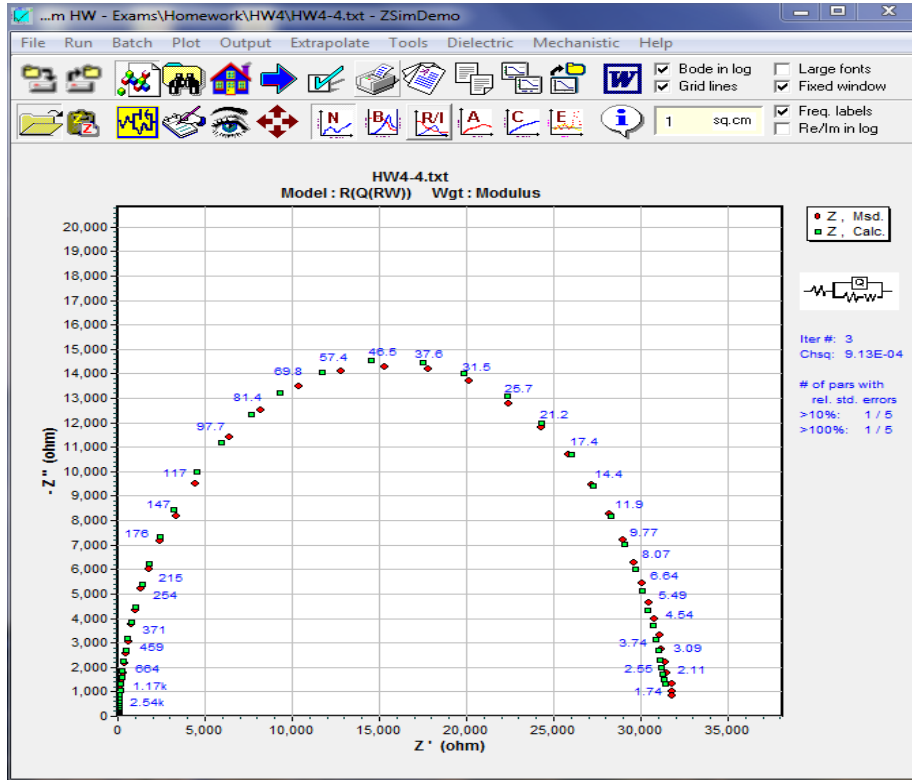 ...m HW - Exams\Homework\HW4\HW4-4.txt - ZSimDemo
File Run Batch Plot Output Extrapolate Tools Dielectric Mechanistic Help
W
Bode in log
Large fonts
Grid lines
Fixed window
Z
N
B
R/I
A
C
E
i
1 sq.cm
Freq. labels
Re/Im in log
HW4-4.txt
Model : R(Q(RW)) Wgt : Modulus
Z , Msd.
Z , Calc.
Q
W
Iter #: 3
Chsq: 9.13E-04
# of pars with
rel. std. errors
>10%: 1 / 5
>100%: 1 / 5
- Z '' (ohm)
20,000
19,000
18,000
17,000
16,000
15,000
14,000
13,000
12,000
11,000
10,000
9,000
8,000
7,000
6,000
5,000
4,000
3,000
2,000
1,000
0
57.4
46.5
37.6
69.8
31.5
81.4
25.7
97.7
21.2
17.4
117
14.4
147
11.9
176
9.77
8.07
215
6.64
254
5.49
4.54
371
3.74
3.09
459
664
2.55
2.11
1.17k
1.74
2.54k
0 5,000 10,000 15,000 20,000 25,000 30,000 35,000
Z ' (ohm)